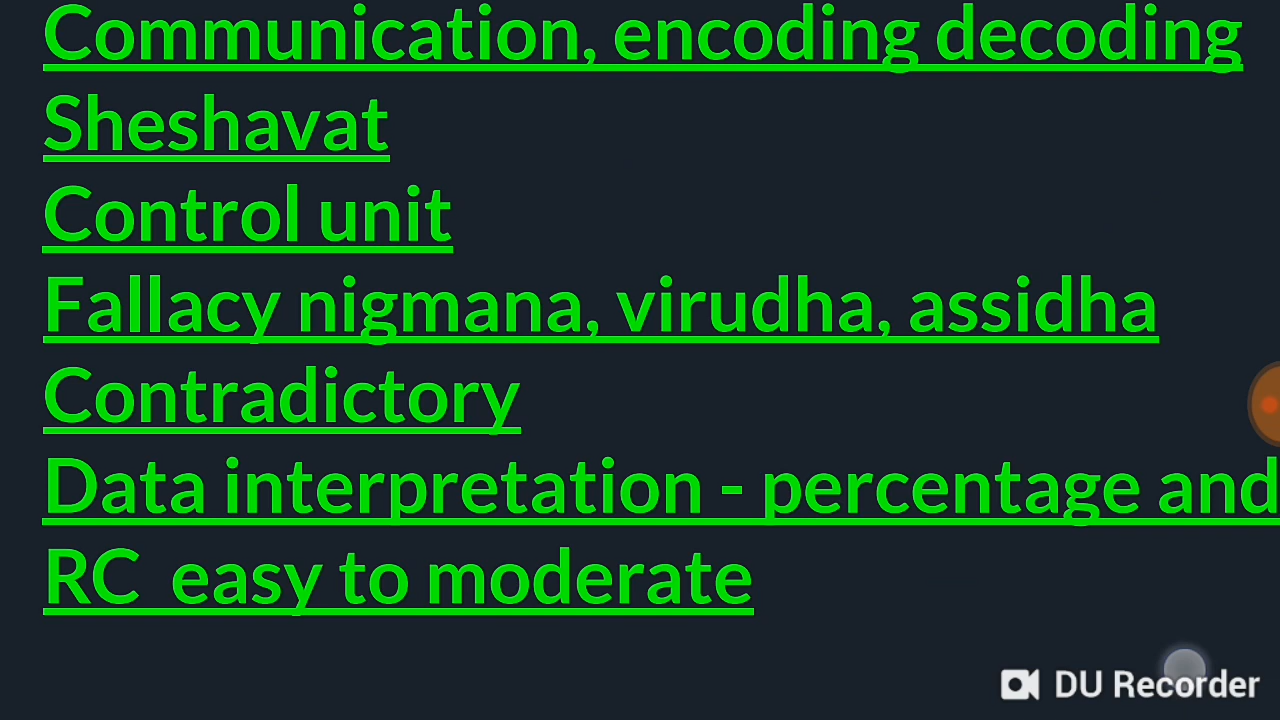 Communication, encoding decoding
Sheshavat
Control unit
Fallacy nigmana, virudha, assidha
Contradictory
Data interpretation - percentage and
RC  easy to moderate
DU Recorder